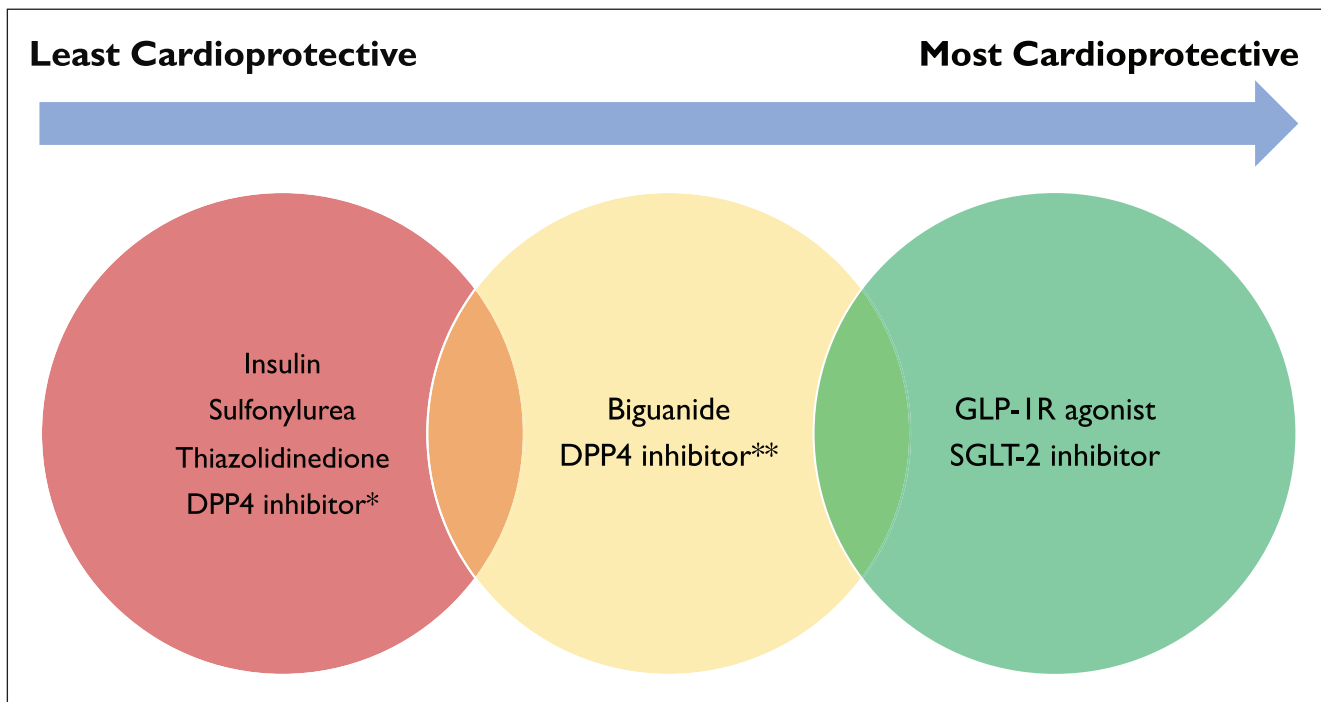 Least Cardioprotective
Most Cardioprotective
Insulin
Sulfonylurea
Thiazolidinedione
DPP4 inhibitor*
Biguanide
DPP4 inhibitor**
GLP-1R agonist
SGLT-2 inhibitor